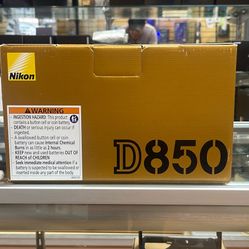 Nikon
WARNING
INGESTION HAZARD: This product
contains a button cell or coin battery.
DEATH or serious injury can occur if
ingested.
A swallowed button cell or coin
battery can cause Internal Chemical
Burns in as little as 2 hours.
KEEP new and used batteries
OUT OF REACH of CHILDREN
Seek immediate medical attention if
a battery is suspected to be
swallowed or inserted inside any
part of the body.
D850